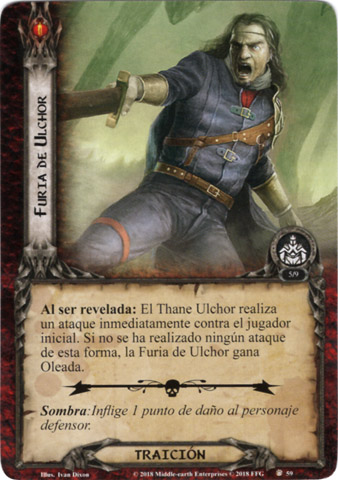 FURIA DE ULCHOR
5/9
Al ser revelada: El Thane Ulchor realiza
un ataque inmediatamente contra el jugador
inicial. Si no se ha realizado ningún ataque
de esta forma, la Furia de Ulchor gana
Oleada.
Sombra: Inflige 1 punto de daño al personaje
defensor.
TRAICIÓN
Illus. Ivan Dixon
© 2018 Middle-earth Enterprises © 2018 FFG
59